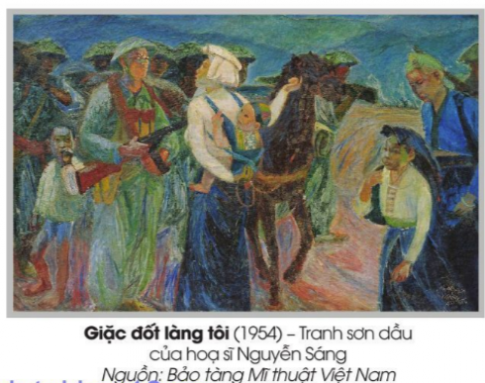 Giặc đốt làng tôi (1954) – Tranh sơn dầu
của hoạ sĩ Nguyễn Sáng
Nguồn: Bảo tàng Mĩ thuật Việt Nam